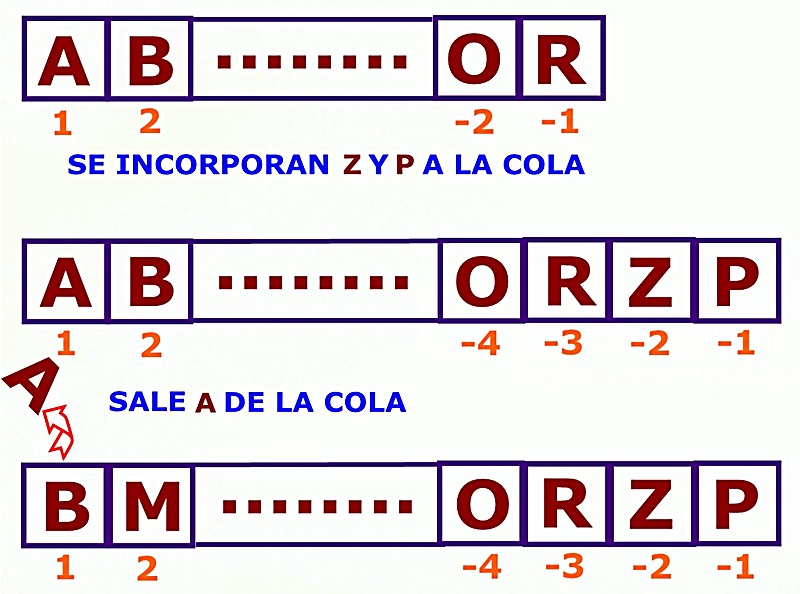 A B ........ O R
1 2 -2 -1
SE INCORPORAN Z Y P A LA COLA
A B ........ O R Z P
1 2 -4 -3 -2 -1
A
SALE A DE LA COLA
B M ........ O R Z P
1 2 -4 -3 -2 -1